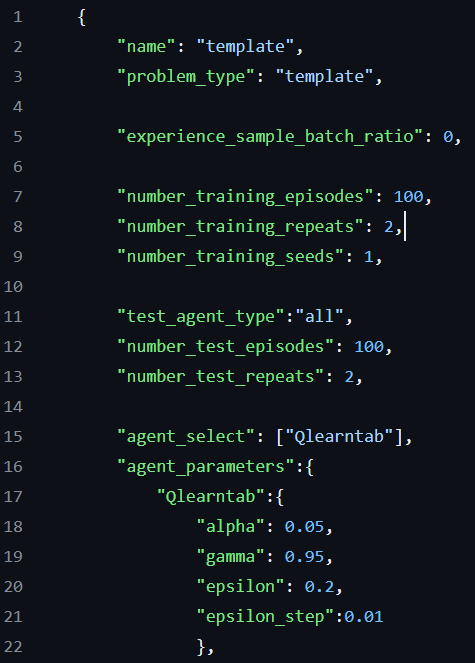 1 {
2 "name": "template",
3 "problem_type": "template",
4
5 "experience_sample_batch_ratio": 0,
6
7 "number_training_episodes": 100,
8 "number_training_repeats": 2,
9 "number_training_seeds": 1,
10
11 "test_agent_type":"all",
12 "number_test_episodes": 100,
13 "number_test_repeats": 2,
14
15 "agent_select": ["Qlearntab"],
16 "agent_parameters":{
17 "Qlearntab":{
18 "alpha": 0.05,
19 "gamma": 0.95,
20 "epsilon": 0.2,
21 "epsilon_step":0.01
22 },